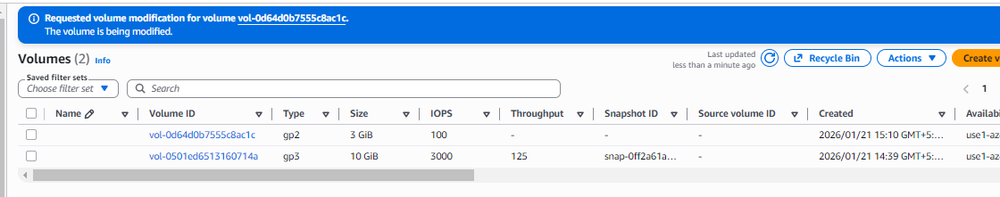 Requested volume modification for volume vol-0d64d0b7555c8ac1c.
The volume is being modified.
Volumes (2) Info
Last updated
less than a minute ago
Recycle Bin
Actions
Create v
Saved filter sets
Choose filter set
Search
1
Name Volume ID Type Size IOPS Throughput Snapshot ID Source volume ID Created Availabi
vol-0d64d0b7555c8ac1c gp2 3 GiB 100 - - - 2026/01/21 15:10 GMT+5:... use1-az
vol-0501ed6513160714a gp3 10 GiB 3000 125 snap-0ff2a61a... - 2026/01/21 14:39 GMT+5:... use1-az